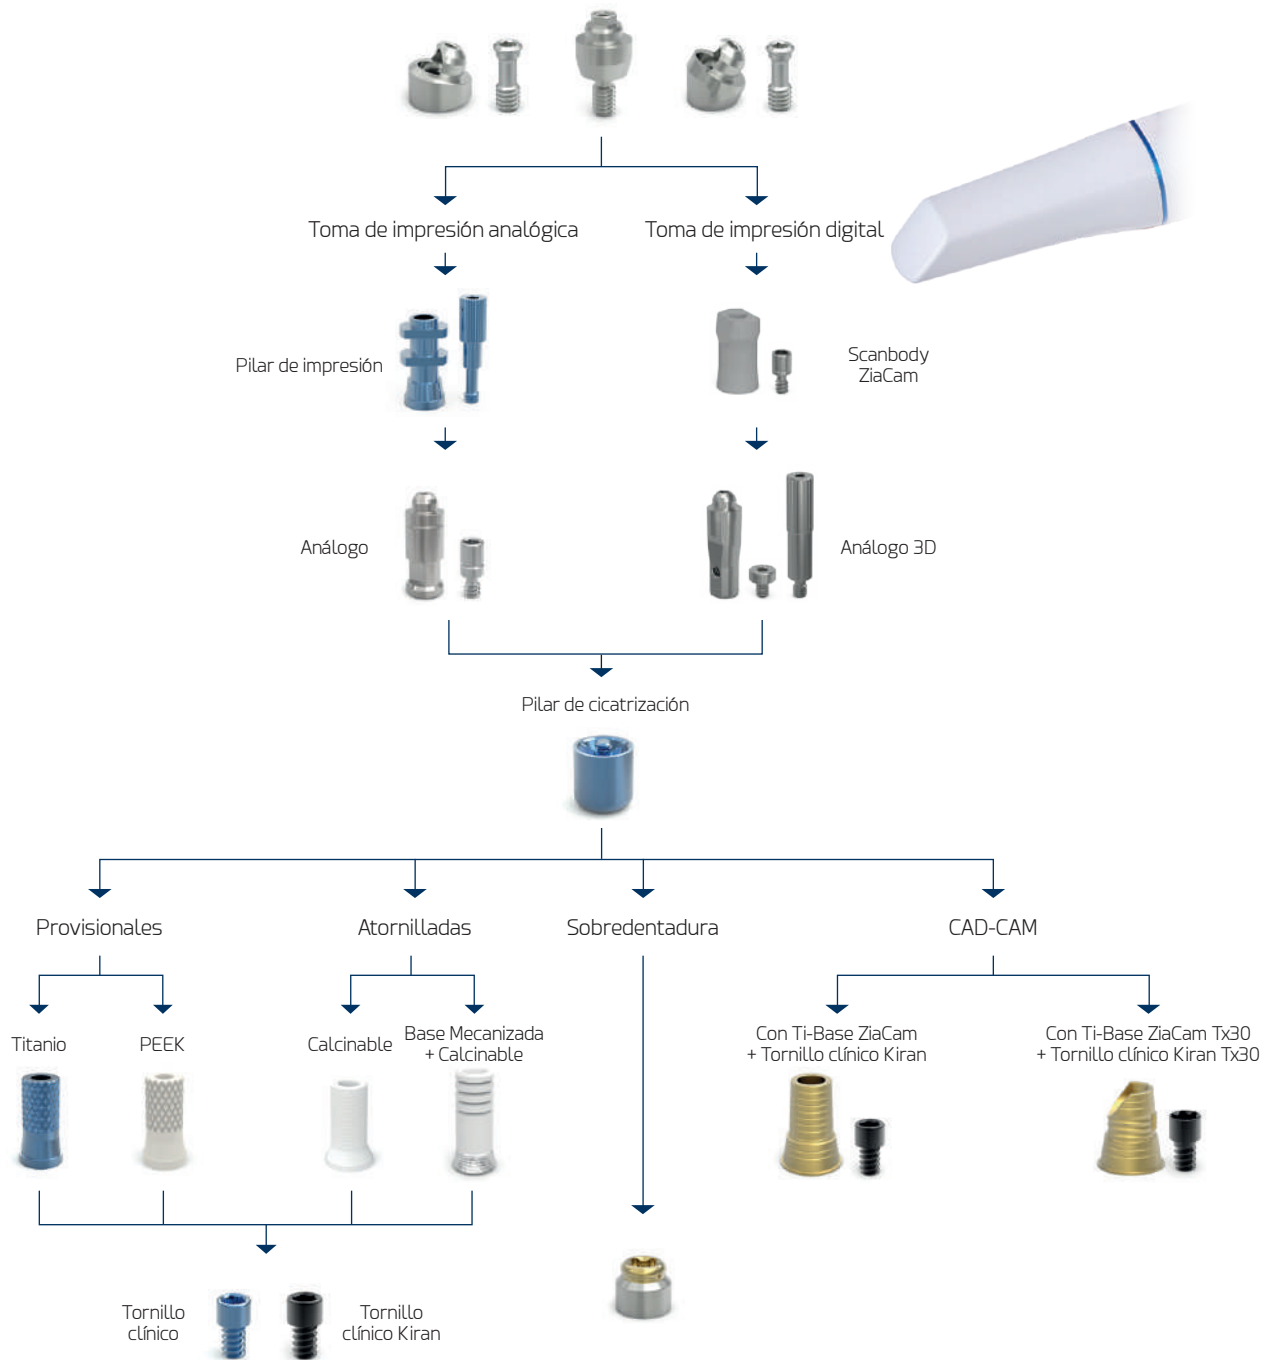 Toma de impresión analógica
Toma de impresión digital
Pilar de impresión
Scanbody
ZiaCam
Análogo
Análogo 3D
Pilar de cicatrización
Provisionales
Atornilladas
Sobredentadura
CAD-CAM
Titanio
PEEK
Calcinable
Base Mecanizada
+ Calcinable
Con Ti-Base ZiaCam
+ Tornillo clínico Kiran
Con Ti-Base ZiaCam Tx30
+ Tornillo clínico Kiran Tx30
Tornillo
clínico
Tornillo
clínico Kiran